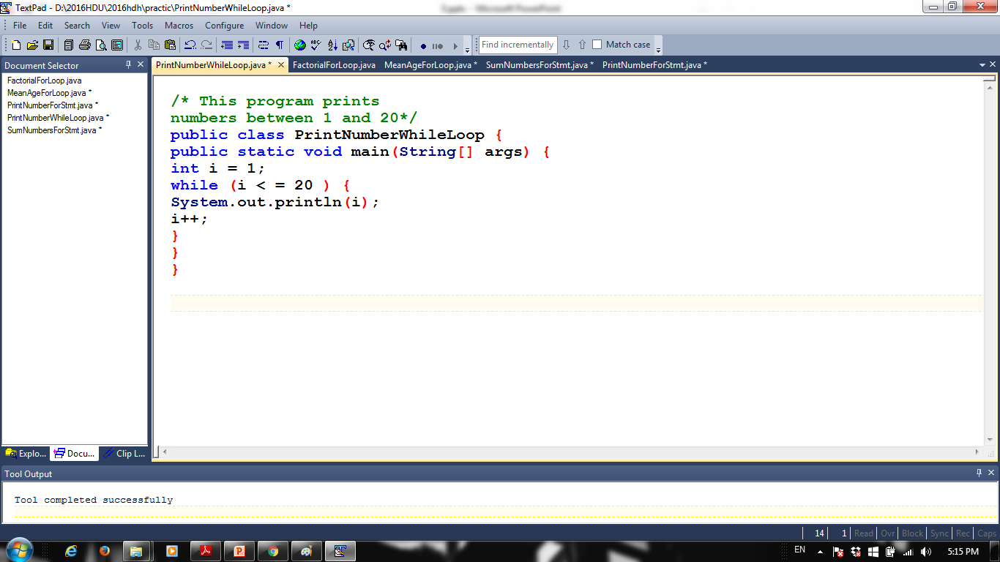 TextPad - D:\2016HDU\2016hdh\practic\PrintNumberWhileLoop.java *
File Edit Search View Tools Macros Configure Window Help
Find incrementally Match case
Document Selector
FactorialForLoop.java
MeanAgeForLoop.java *
PrintNumberForStmt.java *
PrintNumberWhileLoop.java *
SumNumbersForStmt.java *
Explo... Docu... Clip L...
PrintNumberWhileLoop.java * FactorialForLoop.java MeanAgeForLoop.java * SumNumbersForStmt.java * PrintNumberForStmt.java *
/* This program prints
numbers between 1 and 20*/
public class PrintNumberWhileLoop {
public static void main(String[] args) {
int i = 1;
while (i < = 20 ) {
System.out.println(i);
i++;
}
}
}
Tool Output
Tool completed successfully
14 1 Read Ovr Block Sync Rec Caps
EN 5:15 PM